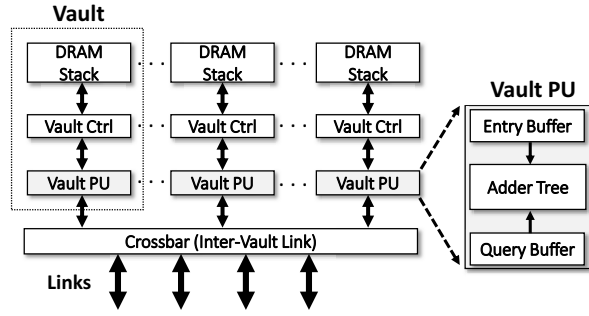 Vault
DRAM
Stack
DRAM
Stack
DRAM
Stack
Vault Ctrl
Vault Ctrl
Vault Ctrl
Vault PU
Vault PU
Vault PU
Crossbar (Inter-Vault Link)
Links
Vault PU
Entry Buffer
Adder Tree
Query Buffer